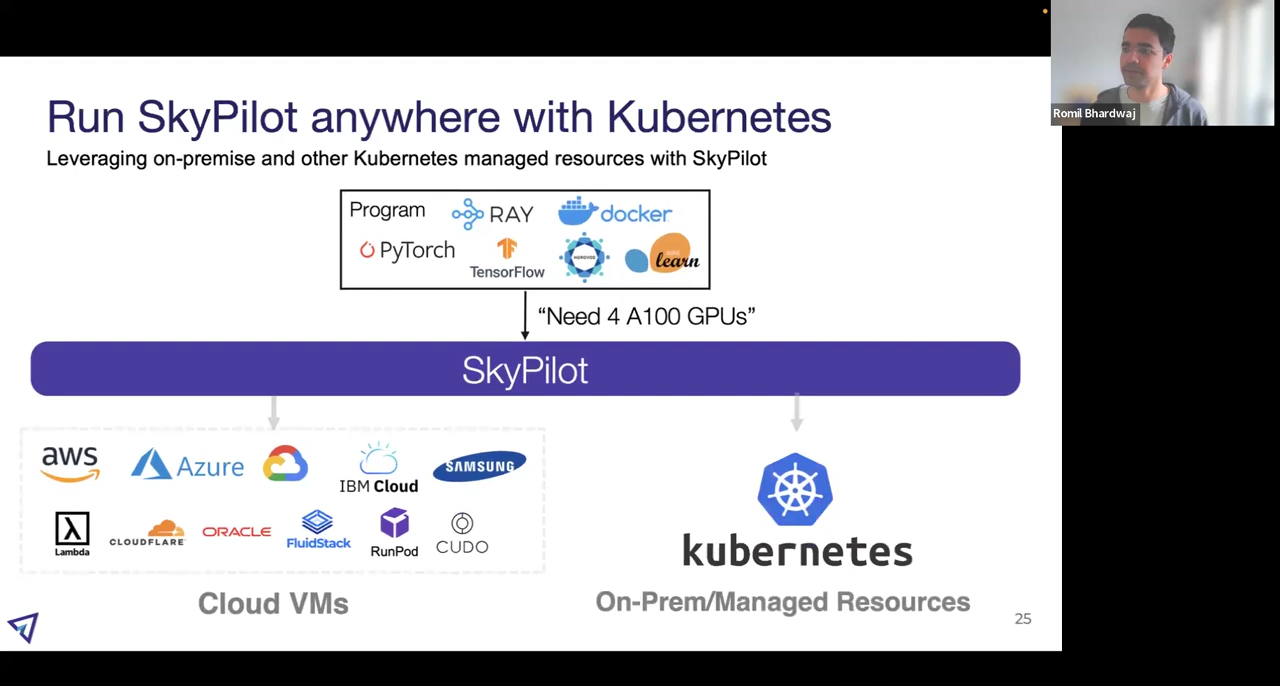 Run SkyPilot anywhere with Kubernetes
Leveraging on-premise and other Kubernetes managed resources with SkyPilot
Program
RAY
docker
PyTorch
TensorFlow
HOROVOD
learn
“Need 4 A100 GPUs”
SkyPilot
aws
Azure
IBM Cloud
SAMSUNG
Lambda
CLOUDFLARE
ORACLE
FluidStack
RunPod
CUDO
kubernetes
Cloud VMs
On-Prem/Managed Resources
25
Romil Bhardwaj